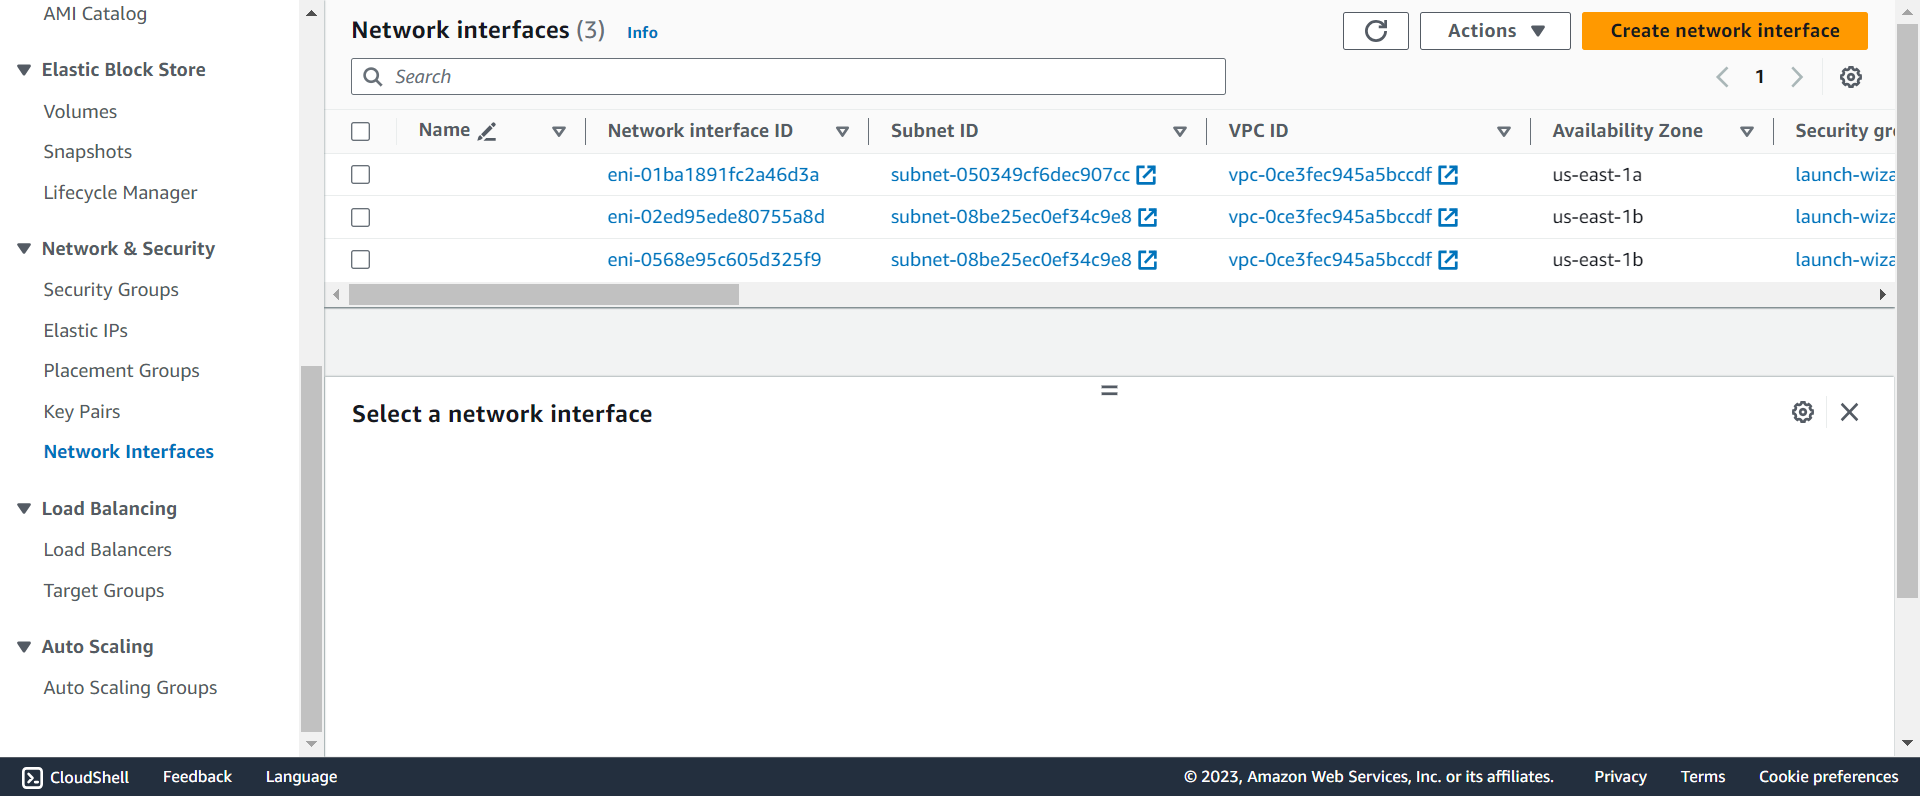 AMI Catalog
Elastic Block Store
Volumes
Snapshots
Lifecycle Manager
Network & Security
Security Groups
Elastic IPs
Placement Groups
Key Pairs
Network Interfaces
Load Balancing
Load Balancers
Target Groups
Auto Scaling
Auto Scaling Groups
Network interfaces (3) Info
Actions
Create network interface
Search
1
Name Network interface ID Subnet ID VPC ID Availability Zone Security gr
eni-01ba1891fc2a46d3a subnet-050349cf6dec907cc vpc-0ce3fec945a5bccdf us-east-1a launch-wiza
eni-02ed95ede80755a8d subnet-08be25ec0ef34c9e8 vpc-0ce3fec945a5bccdf us-east-1b launch-wiza
eni-0568e95c605d325f9 subnet-08be25ec0ef34c9e8 vpc-0ce3fec945a5bccdf us-east-1b launch-wiza
Select a network interface
CloudShell Feedback Language © 2023, Amazon Web Services, Inc. or its affiliates. Privacy Terms Cookie preferences